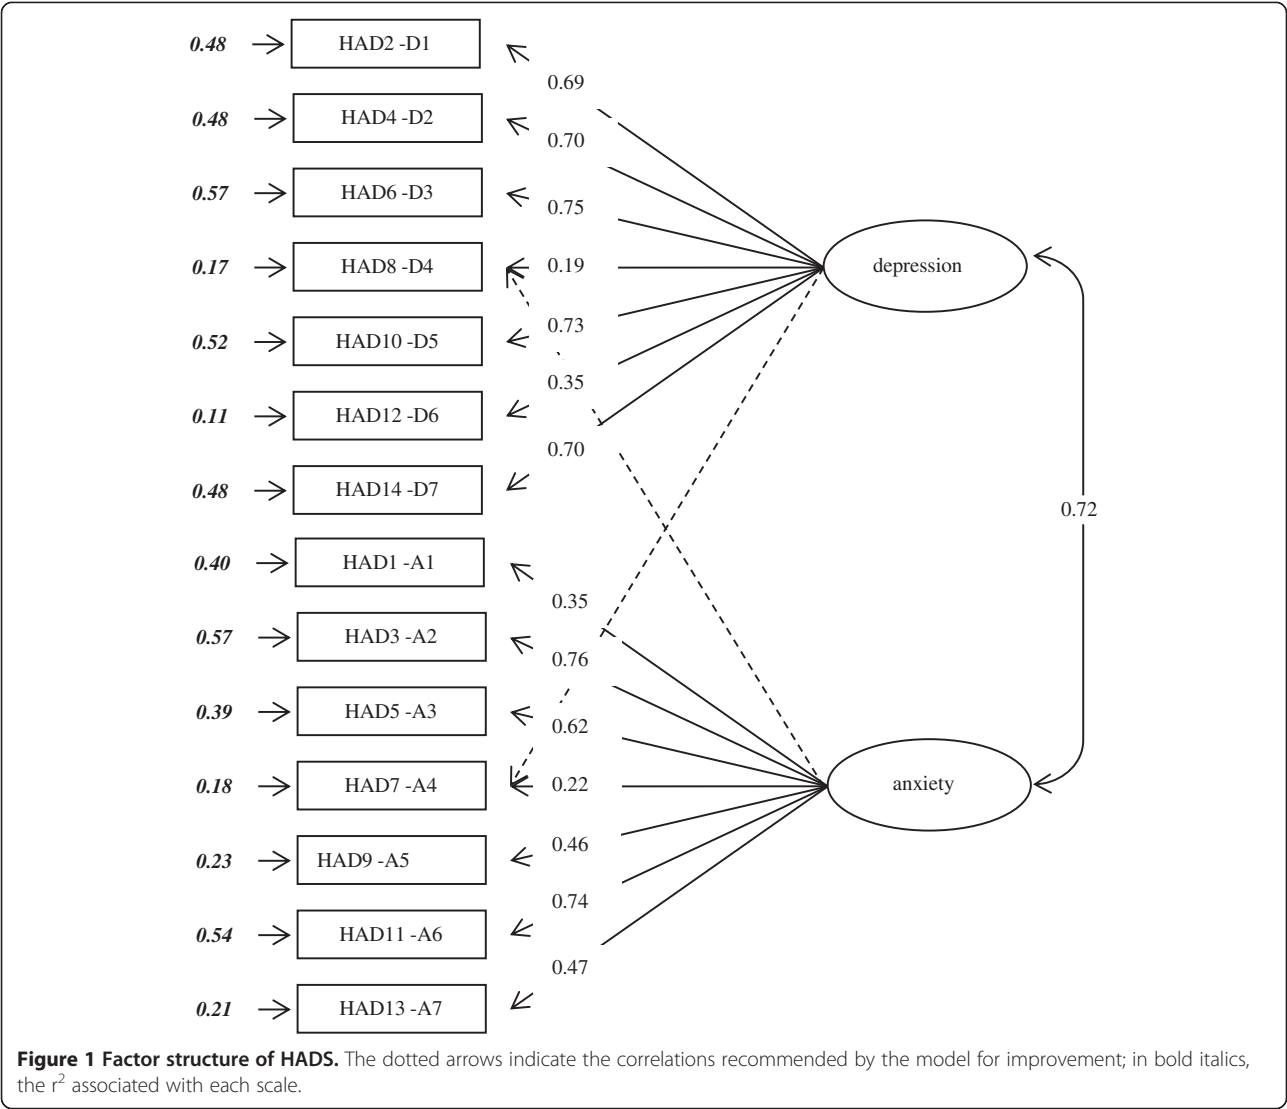 0.48 HAD2 -D1
0.69
0.48 HAD4 -D2
0.70
0.57 HAD6 -D3
0.75
0.17 HAD8 -D4 0.19 depression
0.73
0.52 HAD10 -D5
0.35
0.11 HAD12 -D6
0.70
0.48 HAD14 -D7
0.72
0.40 HAD1 -A1
0.35
0.57 HAD3 -A2
0.76
0.39 HAD5 -A3
0.62
0.18 HAD7 -A4 0.22 anxiety
0.46
0.23 HAD9 -A5
0.74
0.54 HAD11 -A6
0.47
0.21 HAD13 -A7
Figure 1 Factor structure of HADS. The dotted arrows indicate the correlations recommended by the model for improvement; in bold italics,
the r² associated with each scale.